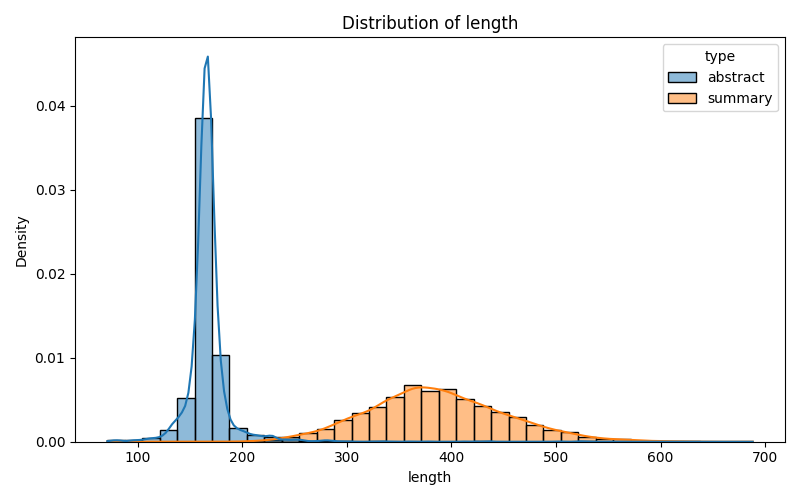 Distribution of length
type
abstract
summary
Density
0.04
0.03
0.02
0.01
0.00
100 200 300 400 500 600 700
length